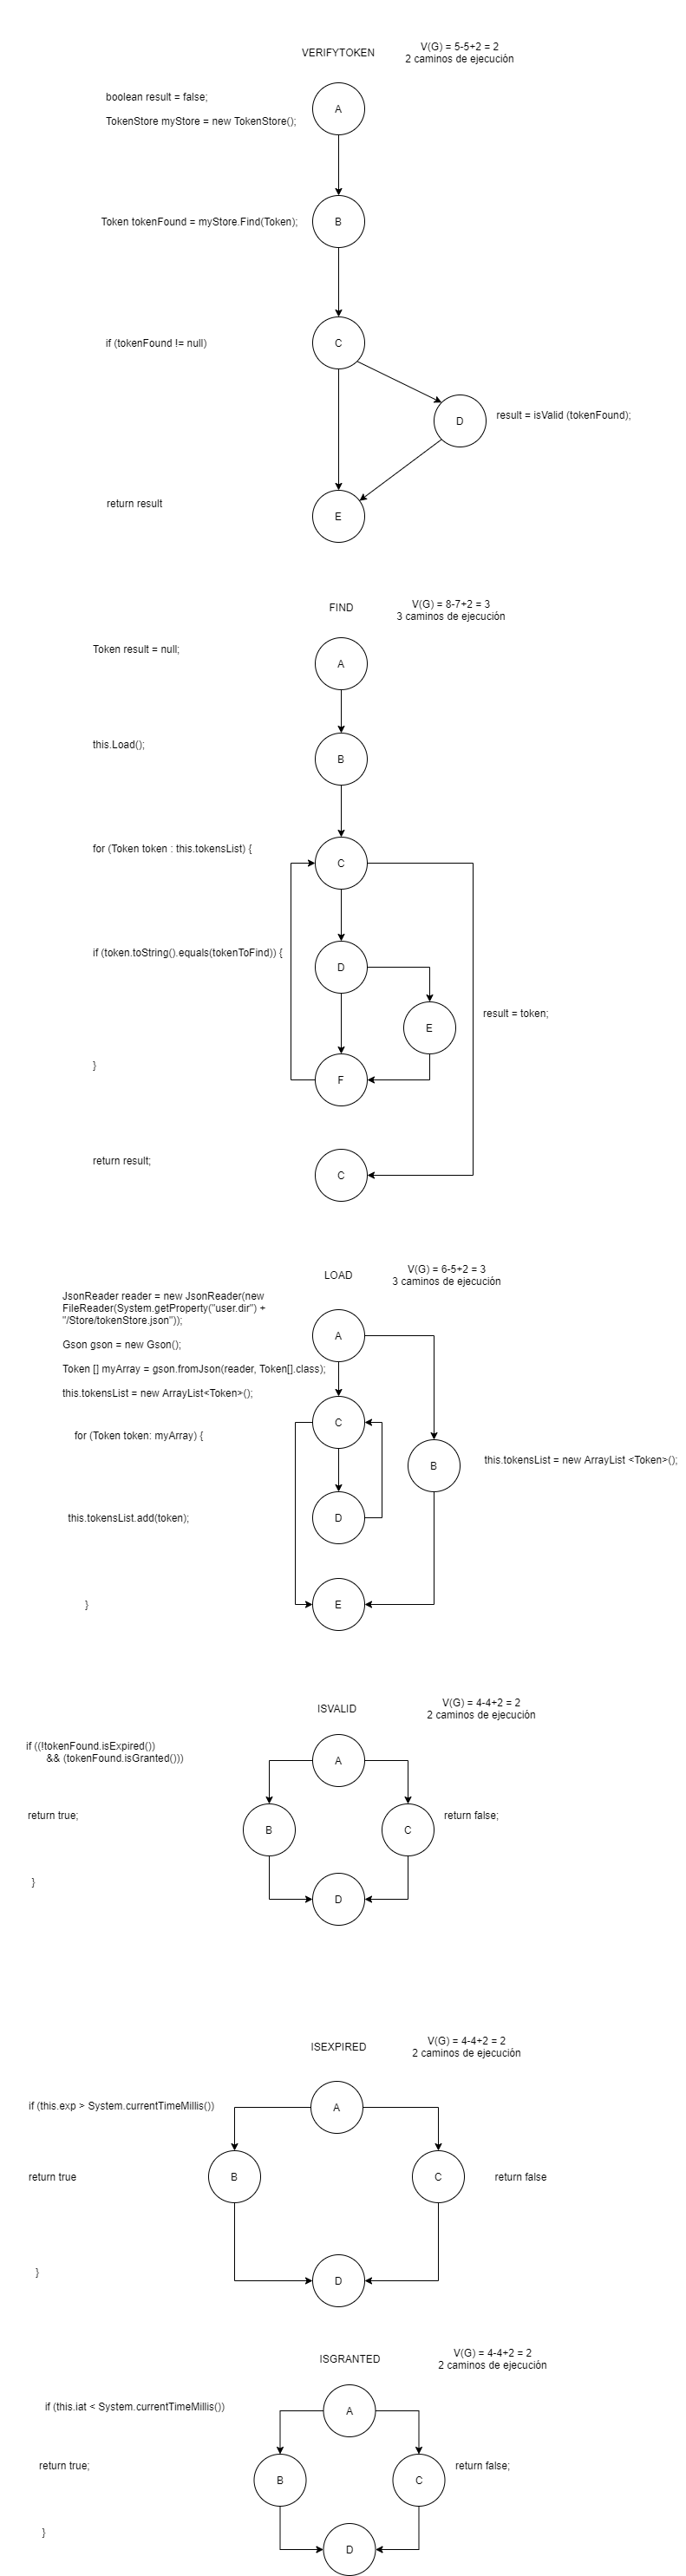 VERIFYTOKEN
V(G) = 5-5+2 = 2
2 caminos de ejecución
boolean result = false;
A
TokenStore myStore = new TokenStore();
Token tokenFound = myStore.Find(Token);
B
if (tokenFound != null)
C
D
result = isValid (tokenFound);
return result
E
FIND
V(G) = 8-7+2 = 3
3 caminos de ejecución
Token result = null;
A
this.Load();
B
for (Token token : this.tokensList) {
C
if (token.toString().equals(tokenToFind)) {
D
E
result = token;
}
F
return result;
C
LOAD
V(G) = 6-5+2 = 3
3 caminos de ejecución
JsonReader reader = new JsonReader(new
FileReader(System.getProperty("user.dir") +
"/Store/tokenStore.json"));
A
Gson gson = new Gson();
Token [] myArray = gson.fromJson(reader, Token[].class);
this.tokensList = new ArrayList<Token>();
C
for (Token token: myArray) {
B
this.tokensList = new ArrayList <Token>();
this.tokensList.add(token);
D
}
E
ISVALID
V(G) = 4-4+2 = 2
2 caminos de ejecución
if ((!tokenFound.isExpired())
&& (tokenFound.isGranted()))
A
return true;
B
C
return false;
}
D
ISEXPIRED
V(G) = 4-4+2 = 2
2 caminos de ejecución
if (this.exp > System.currentTimeMillis())
A
return true
B
C
return false
}
D
ISGRANTED
V(G) = 4-4+2 = 2
2 caminos de ejecución
if (this.iat < System.currentTimeMillis())
A
return true;
B
C
return false;
}
D